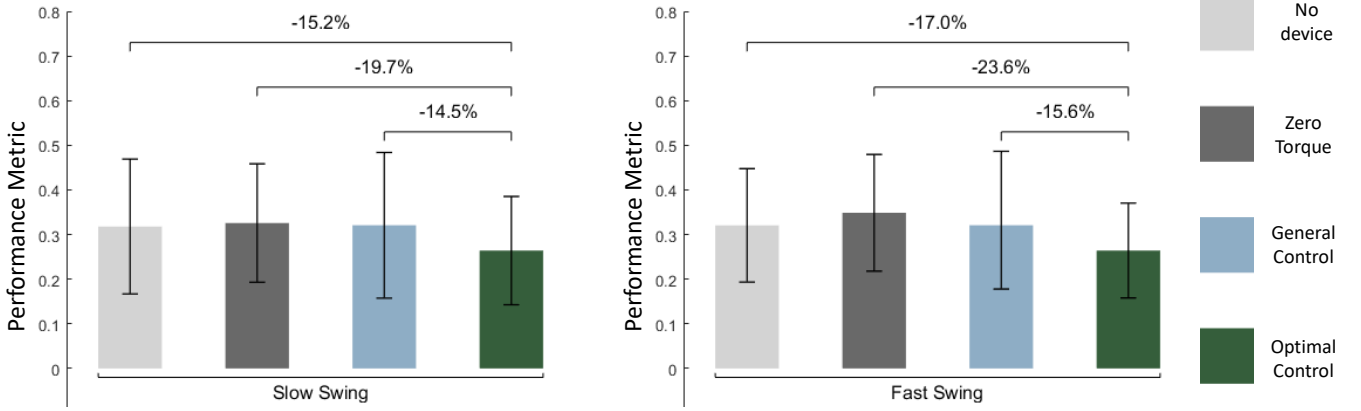 Performance Metric
0.8
0.7
0.6
0.5
0.4
0.3
0.2
0.1
0
-15.2%
-19.7%
-14.5%
Slow Swing
Performance Metric
0.8
0.7
0.6
0.5
0.4
0.3
0.2
0.1
0
-17.0%
-23.6%
-15.6%
Fast Swing
No
device
Zero
Torque
General
Control
Optimal
Control